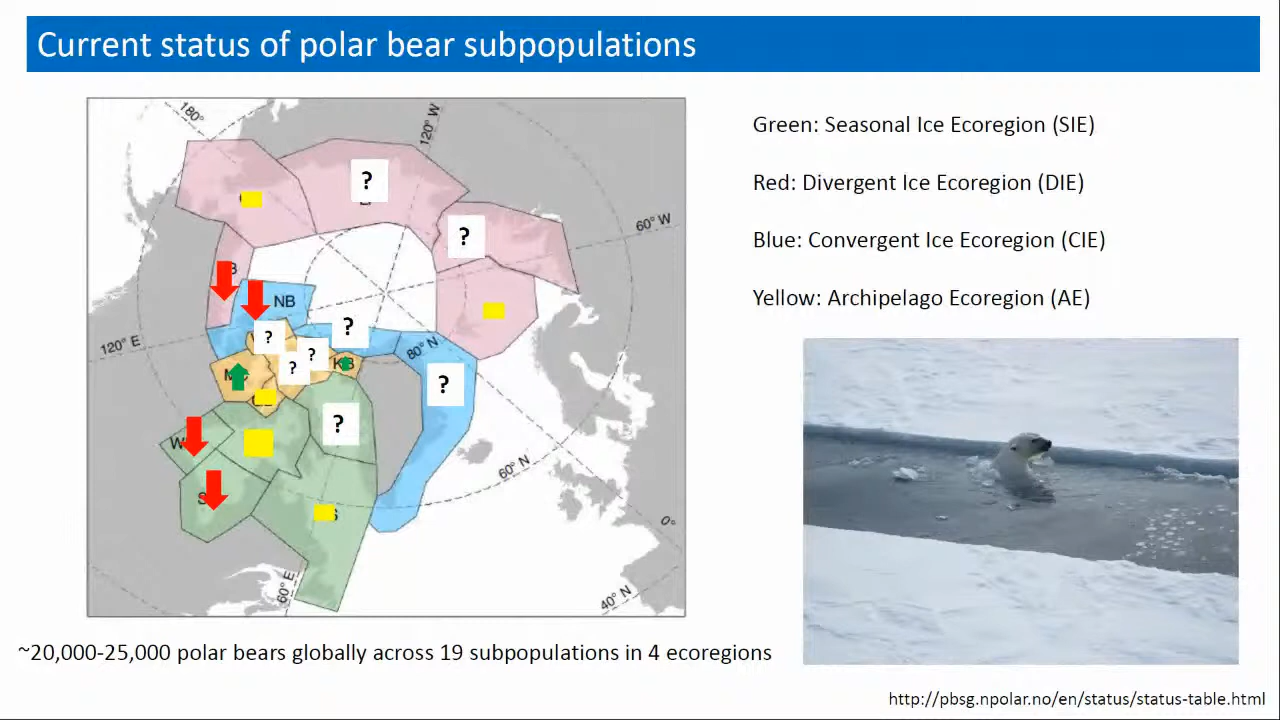 Current status of polar bear subpopulations
180°
120° W
60° W
?
?
NB
?
?
?
?
120° E
80° N
?
?
W
60° N
S
0°
60° E
40° N
Green: Seasonal Ice Ecoregion (SIE)
Red: Divergent Ice Ecoregion (DIE)
Blue: Convergent Ice Ecoregion (CIE)
Yellow: Archipelago Ecoregion (AE)
~20,000-25,000 polar bears globally across 19 subpopulations in 4 ecoregions
http://pbsg.npolar.no/en/status/status-table.html